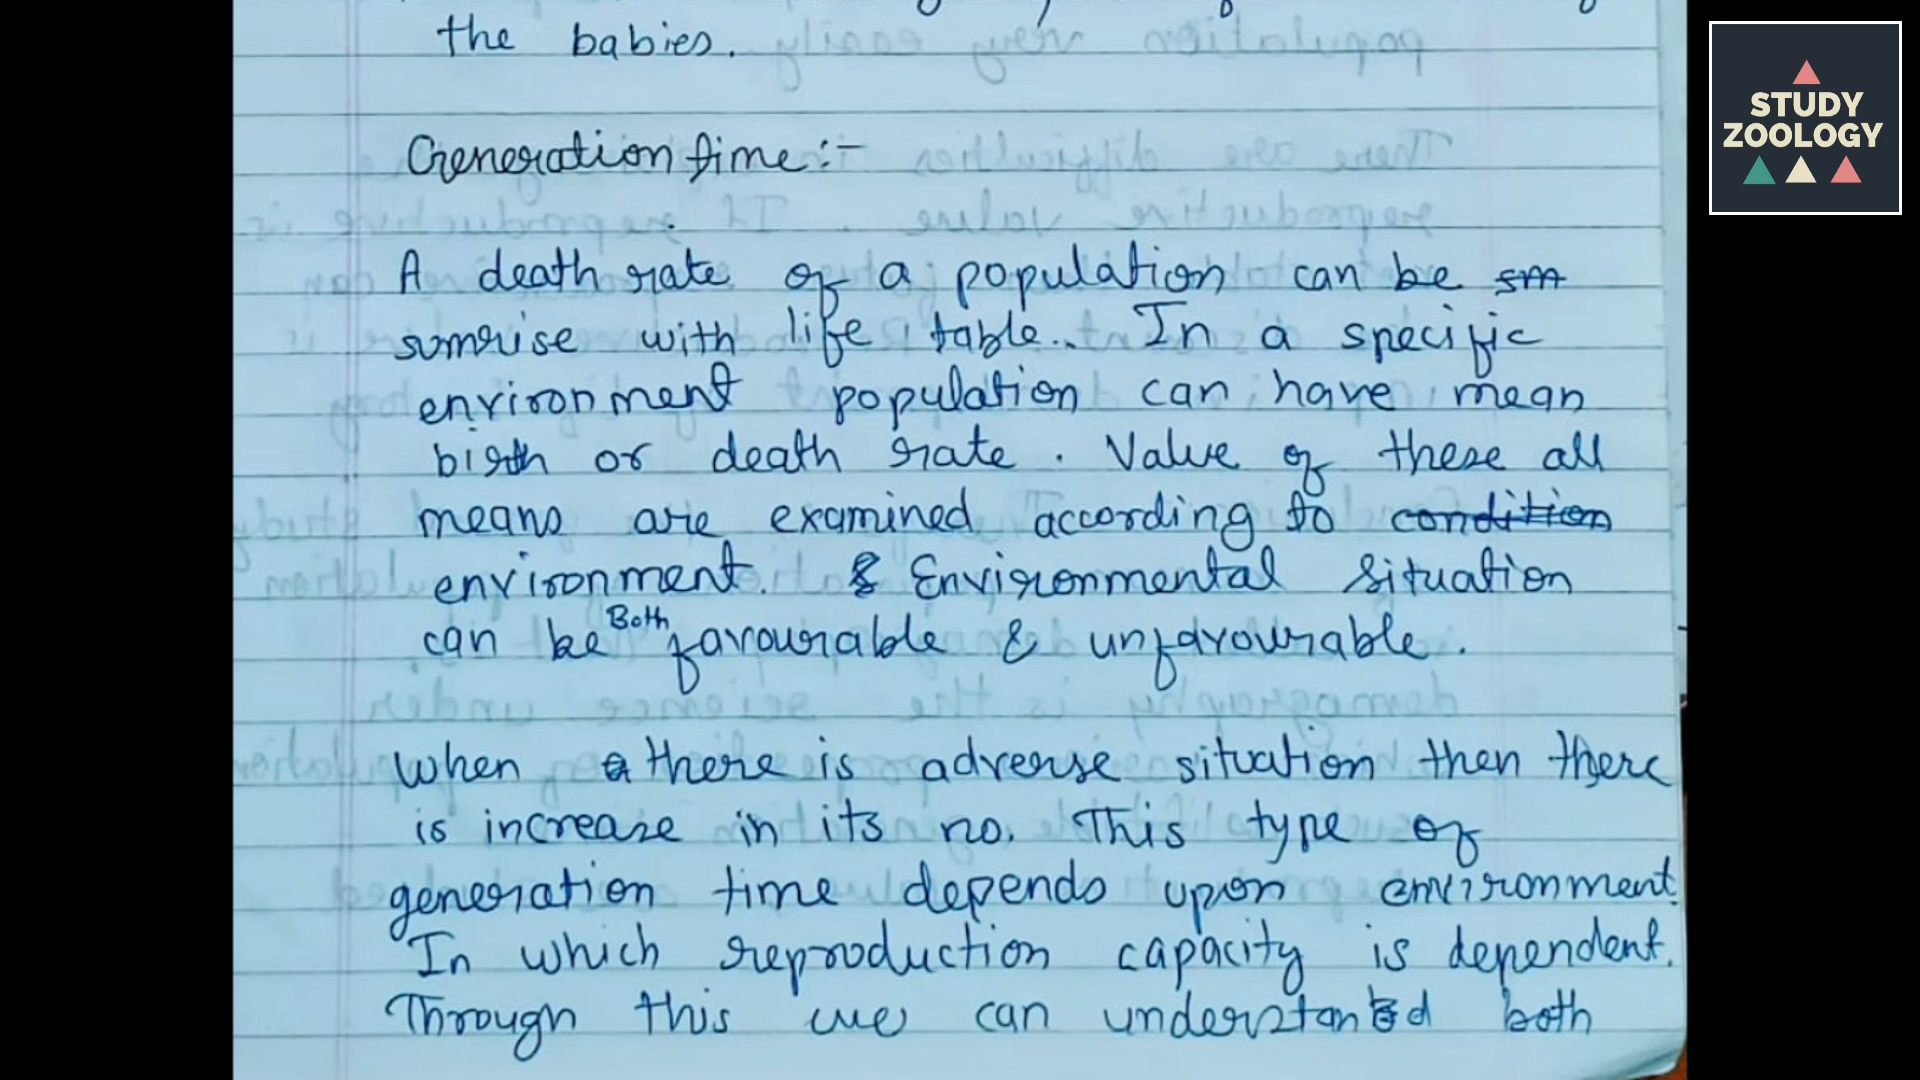 the babies.
Generation time:-
A death rate of a population can be sm
sumrise with life table.. In a specific
environment population can have mean
birth or death rate. Value of these all
means are examined according to condition
environment. & Environmental situation
can be Both favourable & unfavourable.
When a there is adverse situation then there
is increase in its no. This type of
generation time depends upon environment.
In which reproduction capacity is dependent.
Through this we can understand both
STUDY
ZOOLOGY